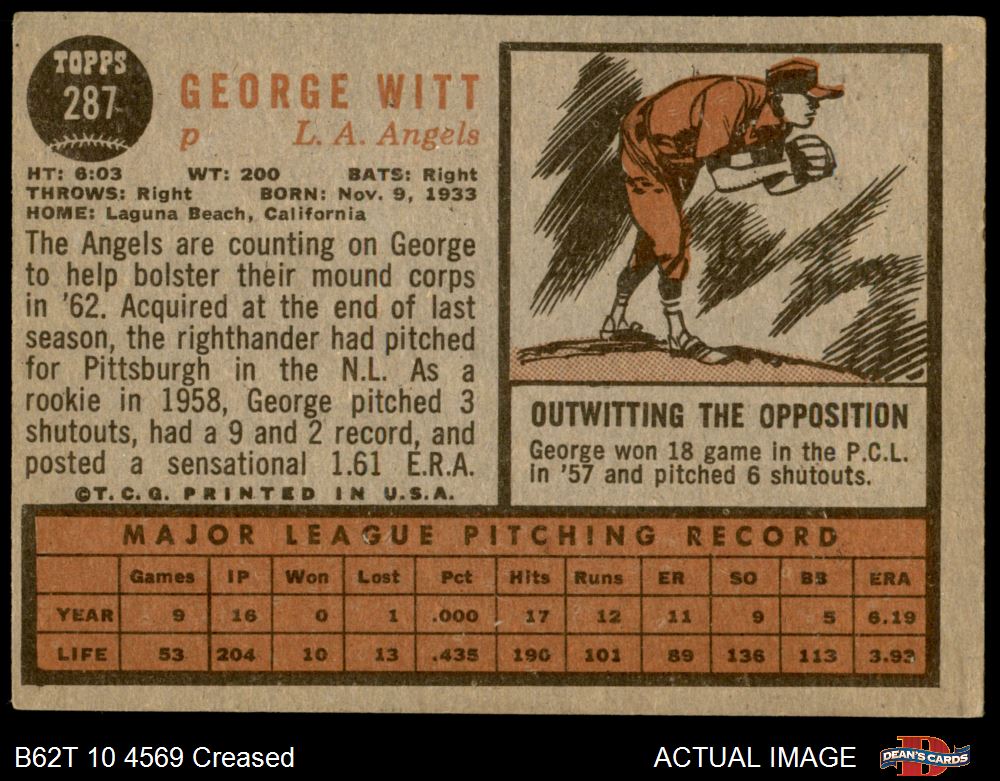 TOPPS
287
GEORGE WITT
p L. A. Angels
HT: 6:03 WT: 200 BATS: Right
THROWS: Right BORN: Nov. 9, 1933
HOME: Laguna Beach, California
The Angels are counting on George
to help bolster their mound corps
in '62. Acquired at the end of last
season, the righthander had pitched
for Pittsburgh in the N.L. As a
rookie in 1958, George pitched 3
shutouts, had a 9 and 2 record, and
posted a sensational 1.61 E.R.A.
©T.C.G. PRINTED IN U.S.A.
OUTWITTING THE OPPOSITION
George won 18 game in the P.C.L.
in '57 and pitched 6 shutouts.
MAJOR LEAGUE PITCHING RECORD
Games IP Won Lost Pct Hits Runs ER SO BB ERA
YEAR 9 16 0 1 .000 17 12 11 9 5 6.19
LIFE 53 204 10 13 .435 190 101 89 136 113 3.93
B62T 10 4569 Creased
ACTUAL IMAGE
D
DEAN'S CARDS